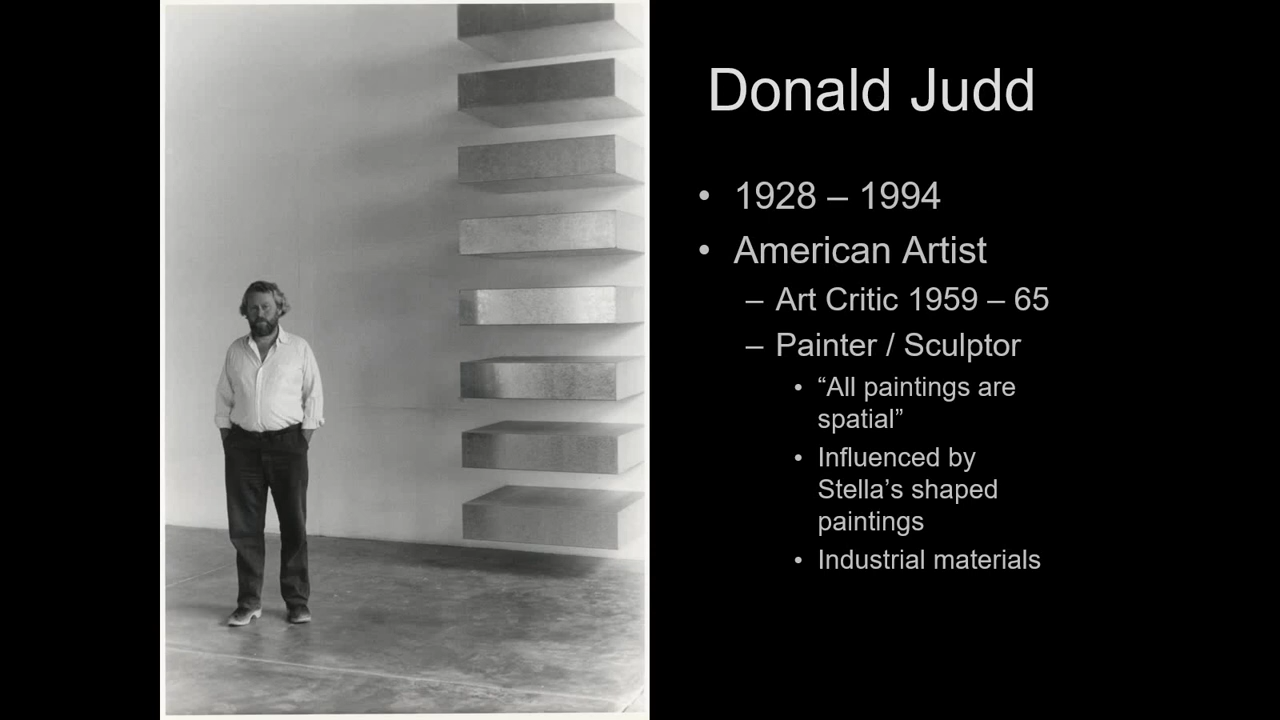 Donald Judd
• 1928 – 1994
• American Artist
– Art Critic 1959 – 65
– Painter / Sculptor
• “All paintings are
spatial”
• Influenced by
Stella’s shaped
paintings
• Industrial materials